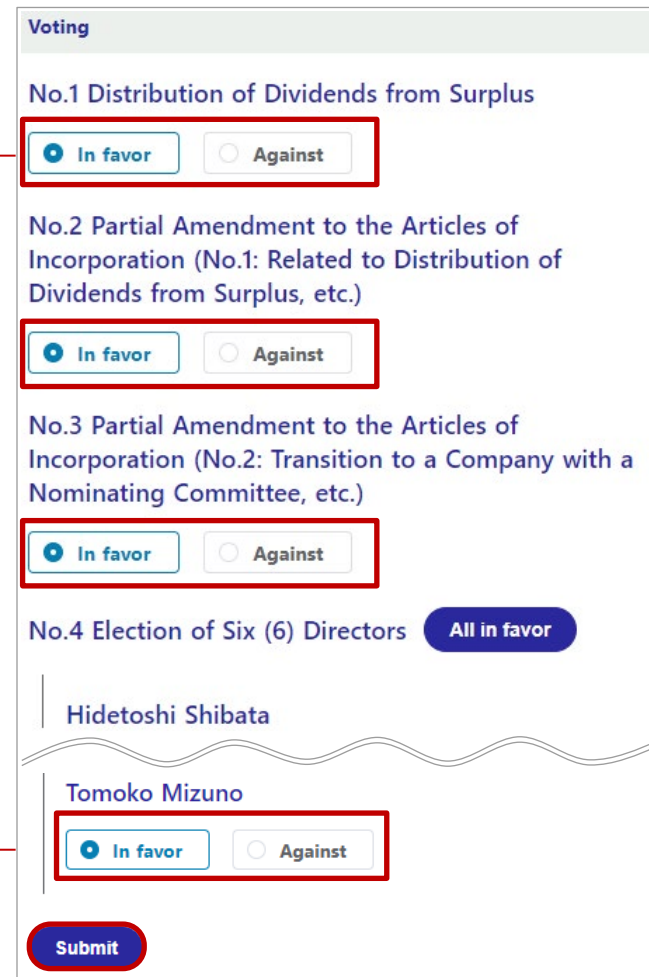 Voting
No.1 Distribution of Dividends from Surplus
In favor Against
No.2 Partial Amendment to the Articles of
Incorporation (No.1: Related to Distribution of
Dividends from Surplus, etc.)
In favor Against
No.3 Partial Amendment to the Articles of
Incorporation (No.2: Transition to a Company with a
Nominating Committee, etc.)
In favor Against
No.4 Election of Six (6) Directors All in favor
Hidetoshi Shibata
Tomoko Mizuno
In favor Against
Submit